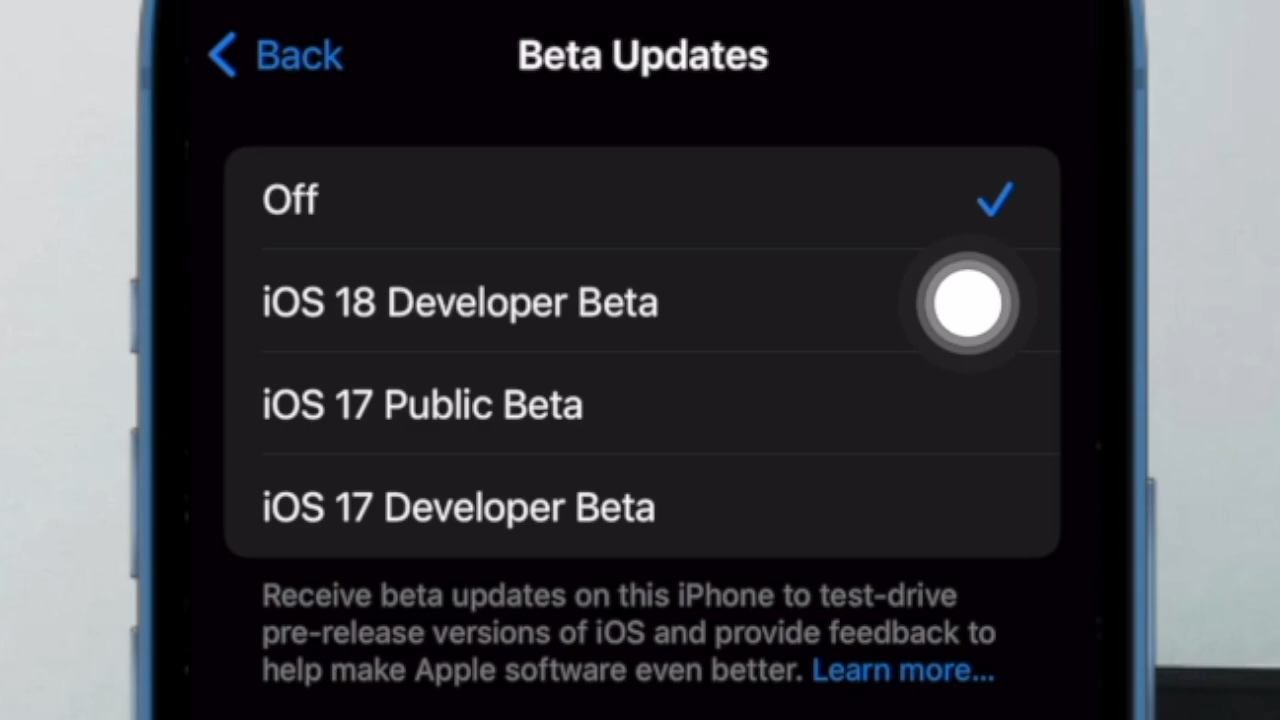 Back
Beta Updates
Off
iOS 18 Developer Beta
iOS 17 Public Beta
iOS 17 Developer Beta
Receive beta updates on this iPhone to test-drive
pre-release versions of iOS and provide feedback to
help make Apple software even better. Learn more...